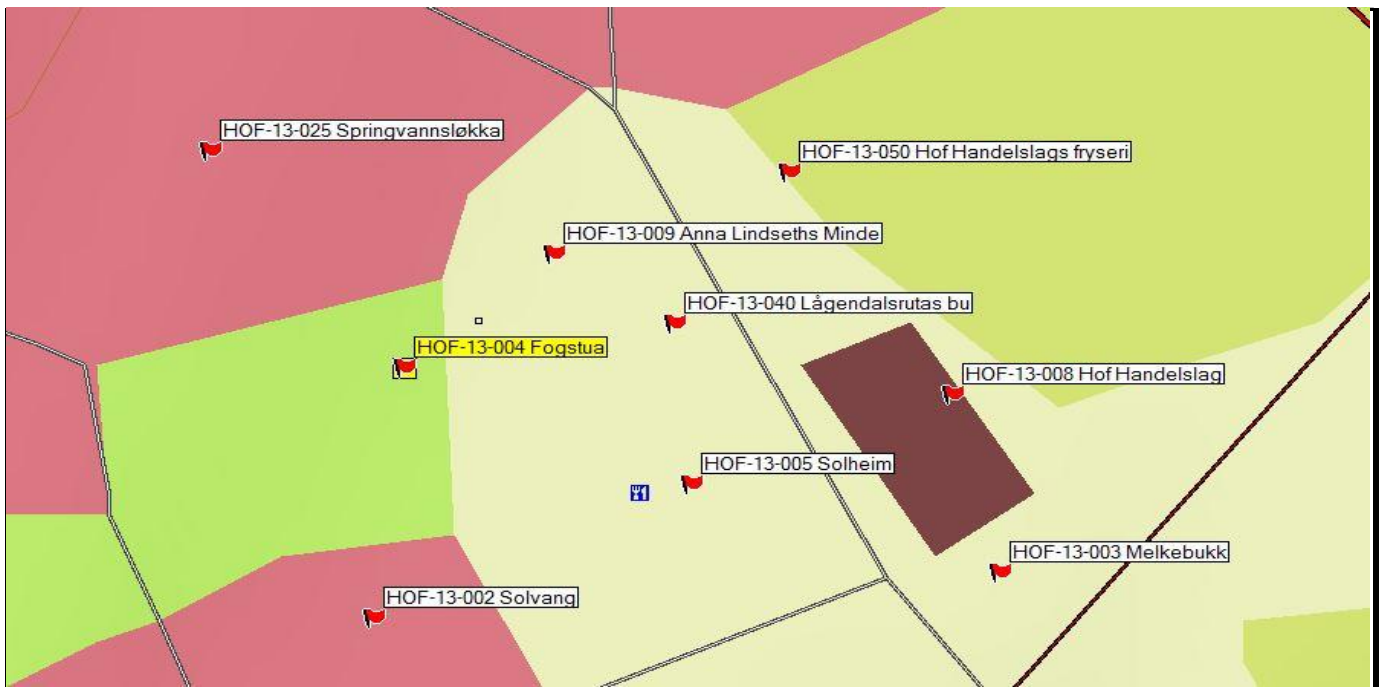 HOF-13-025 Springvannsløkka
HOF-13-050 Hof Handelslags fryseri
HOF-13-009 Anna Lindseths Minde
HOF-13-040 Lågendalsrutas bu
HOF-13-004 Fogstua
HOF-13-008 Hof Handelslag
HOF-13-005 Solheim
HOF-13-003 Melkebukk
HOF-13-002 Solvang